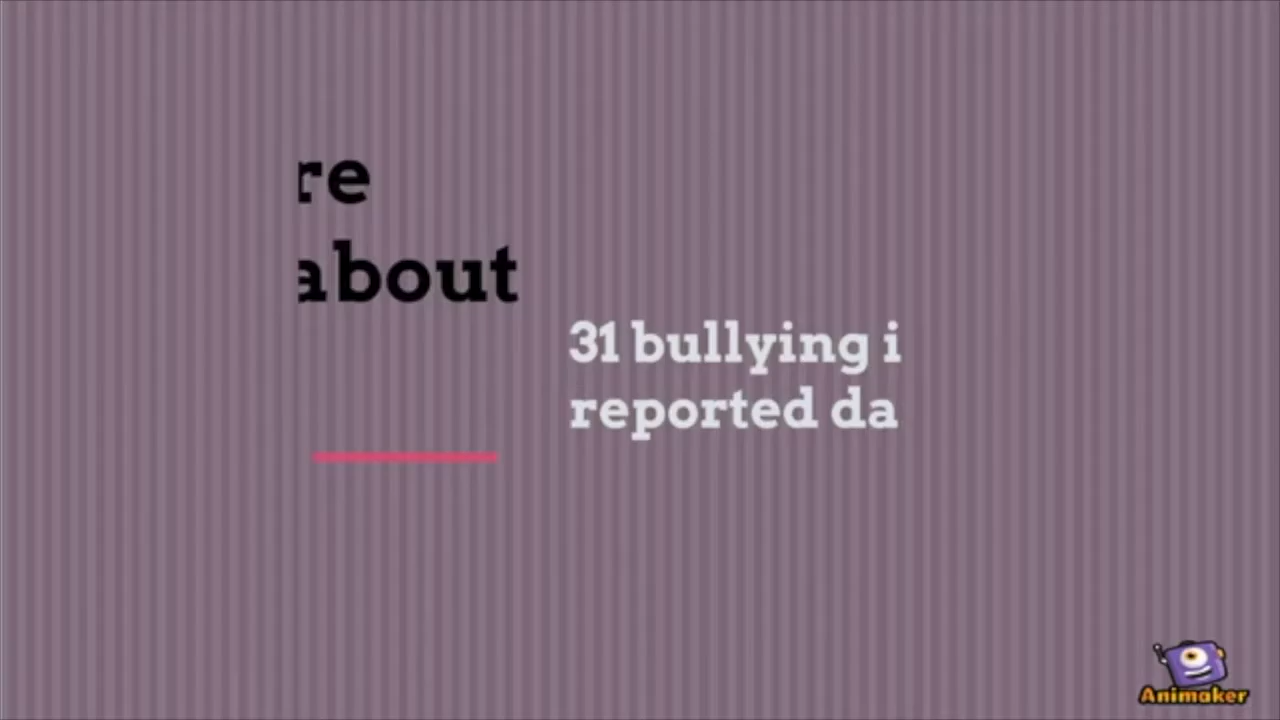 re
about
31 bullying i
reported da
Animaker